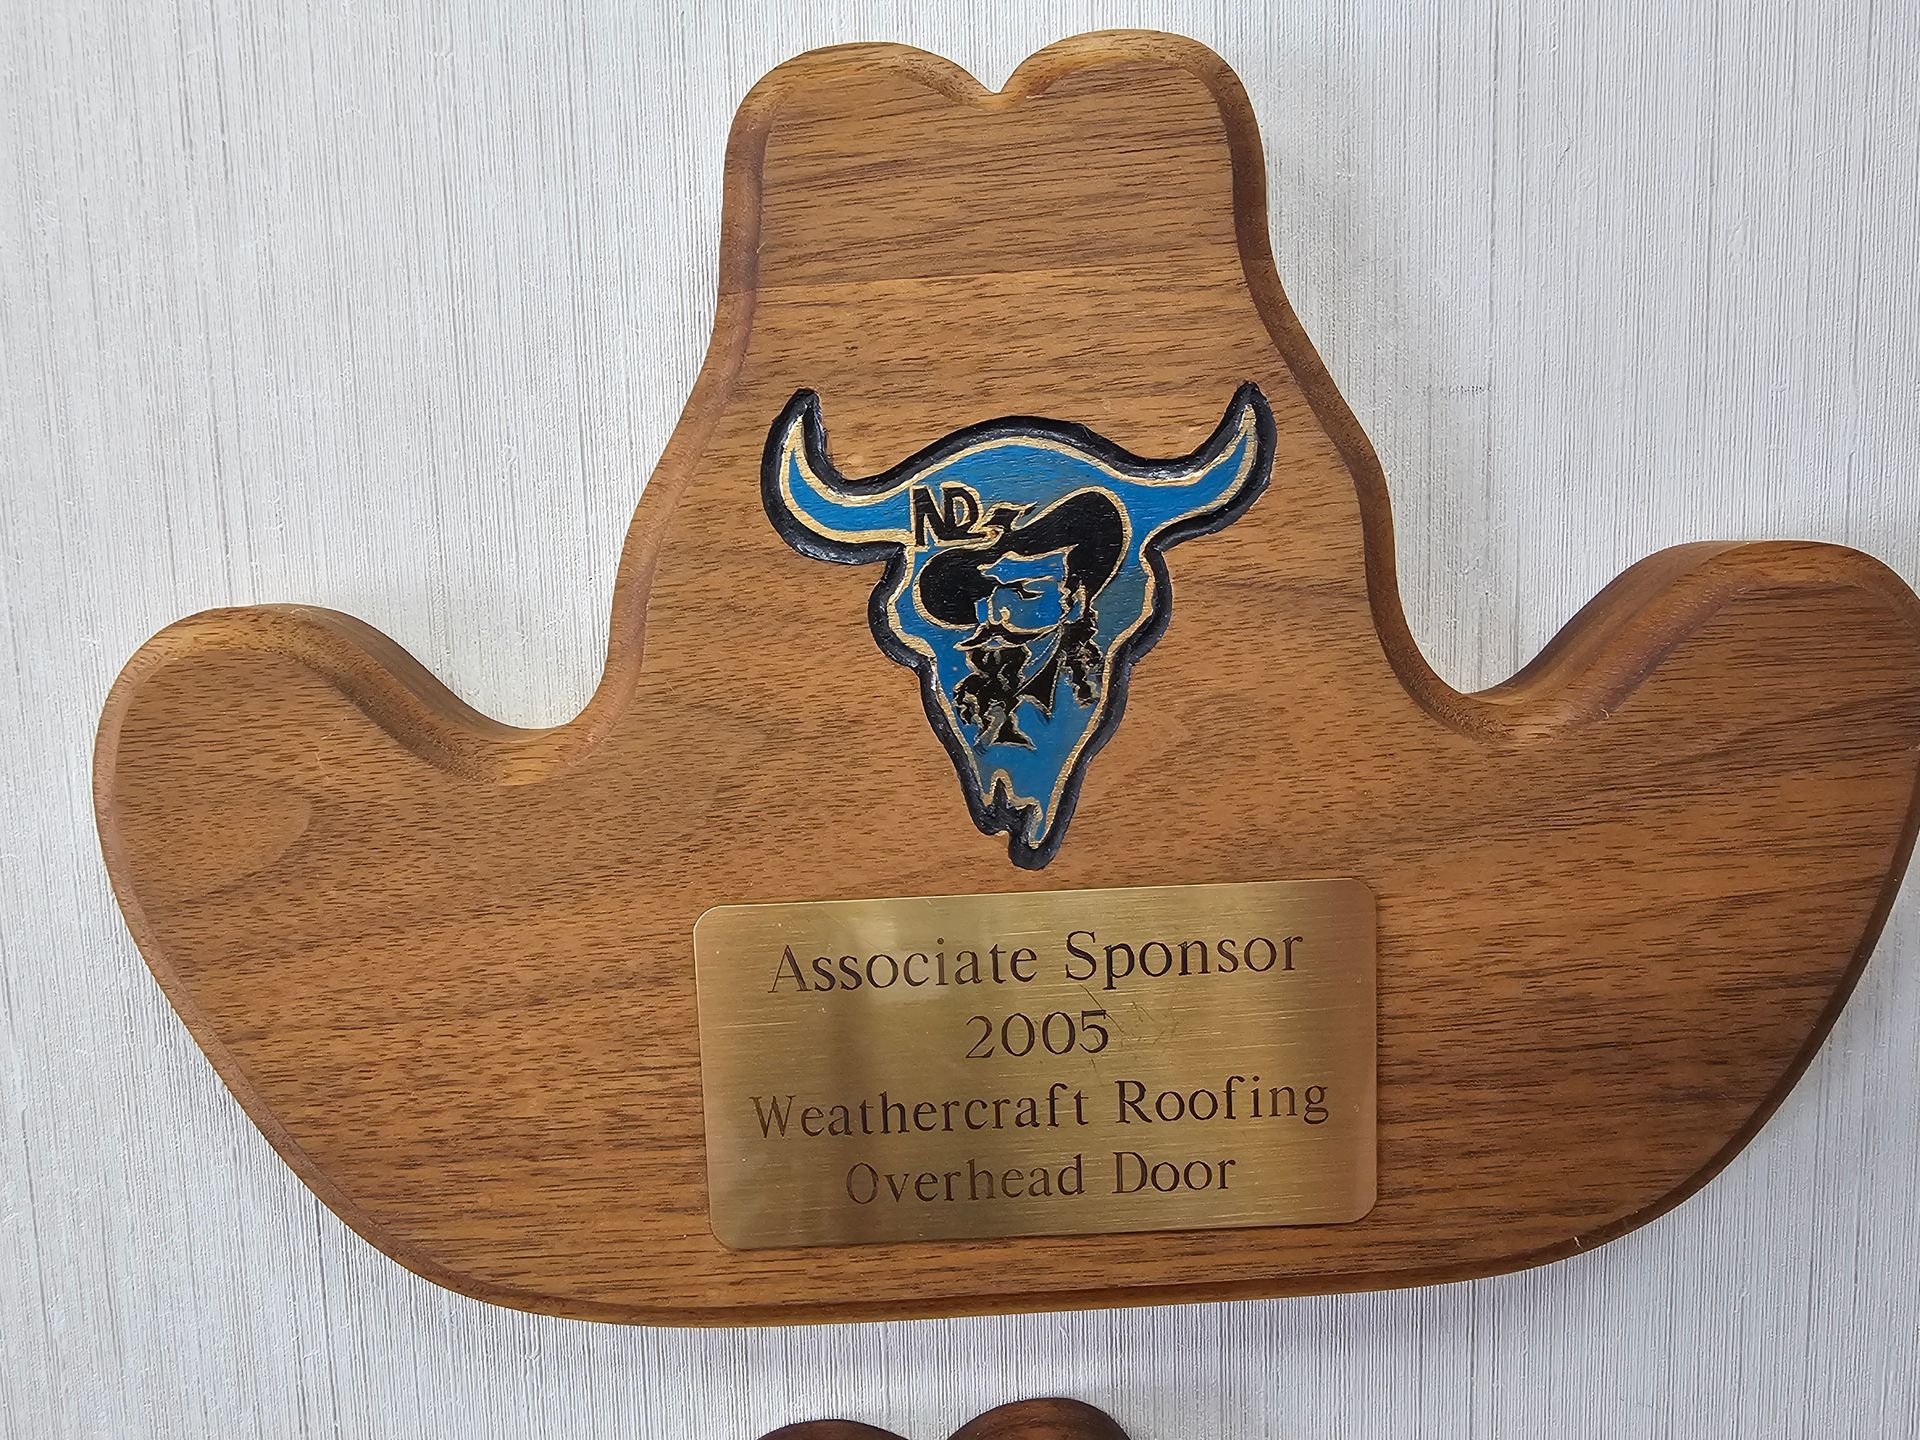 ND
Associate Sponsor
2005
Weathercraft Roofing
Overhead Door